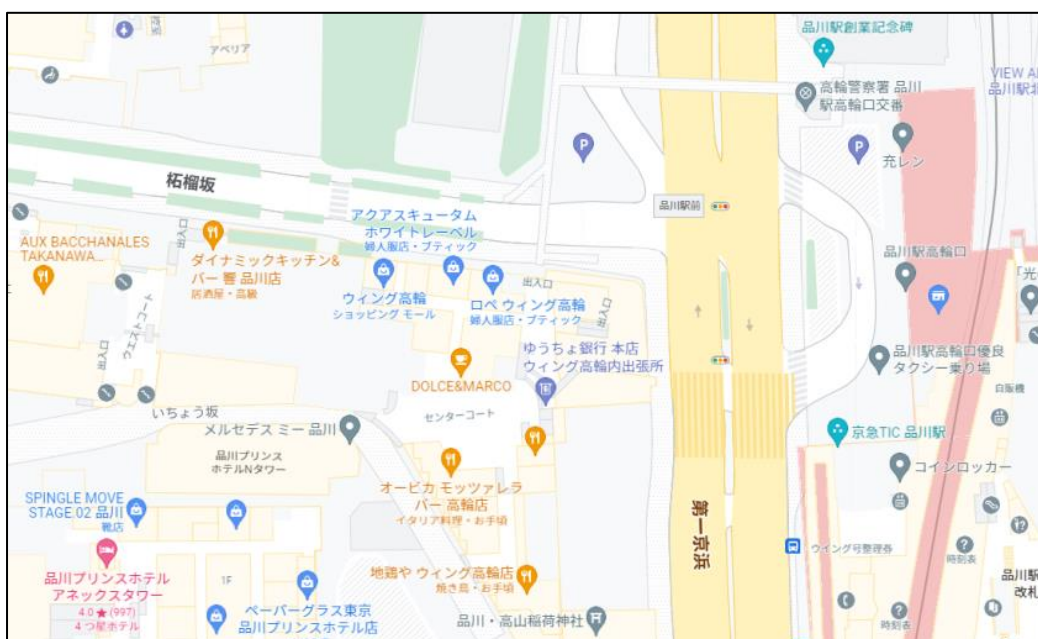 品川駅創業記念碑
アベリア
VIEW AL
品川駅北
高輪警察署 品川
駅高輪口交番
P
P
充レン
柘榴坂
品川駅前
アクアスキュータム
ホワイトレーベル
婦人服店・ブティック
出入口
AUX BACCHANALES
TAKANAWA...
ダイナミックキッチン&
バー 響 品川店
居酒屋・高級
品川駅高輪口
「光
ウィング高輪
ショッピング モール
ロペ ウィング高輪
婦人服店・ブティック
出入口
出入口
ウエストコート
出入口
ゆうちょ銀行 本店
ウィング高輪内出張所
品川駅高輪口優良
タクシー乗り場
DOLCE&MARCO
自販機
いちょう坂
センターコート
メルセデス ミー 品川
京急TIC 品川駅
品川プリンス
ホテルNタワー
コインロッカー
オービカ モッツァレラ
バー 高輪店
イタリア料理・お手頃
SPINGLE MOVE
STAGE.02 品川
靴店
第一京浜
ウイング号整理券
時刻表
品川プリンスホテル
アネックスタワー
4.0★(997)
4 つ星ホテル
1F
地鶏や ウィング高輪店
焼き鳥・お手頃
品川駅
改札
ペーパーグラス東京
品川プリンスホテル店
品川・高山稲荷神社
時刻表